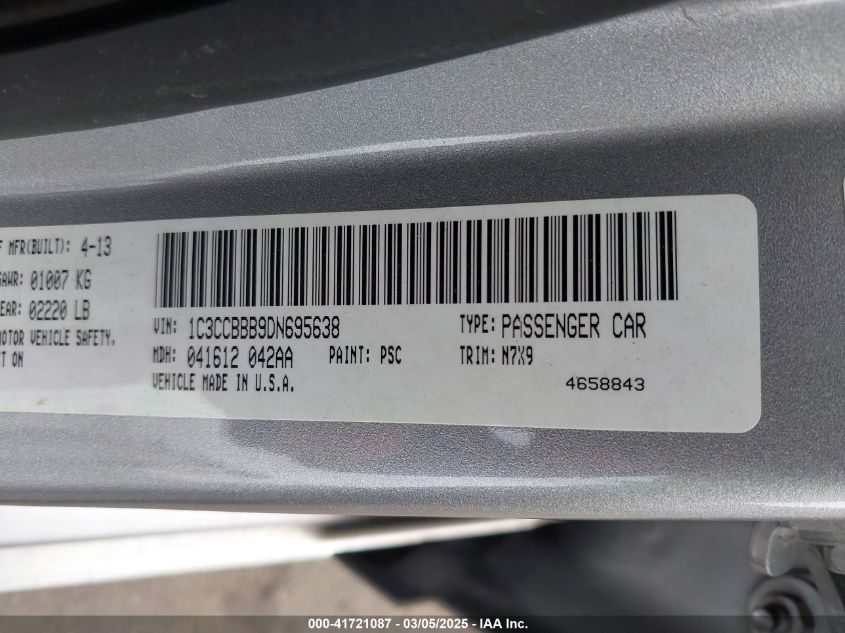 F MFR(BUILT): 4-13
GAWR: 01007 KG
EAR: 02220 LB
MOTOR VEHICLE SAFETY,
T ON
VIN: 1C3CCBBB9DN695638 TYPE: PASSENGER CAR
MDH: 041612 042AA PAINT: PSC TRIM: N7X9
VEHICLE MADE IN U.S.A. 4658843
000-41721087 - 03/05/2025 - IAA Inc.